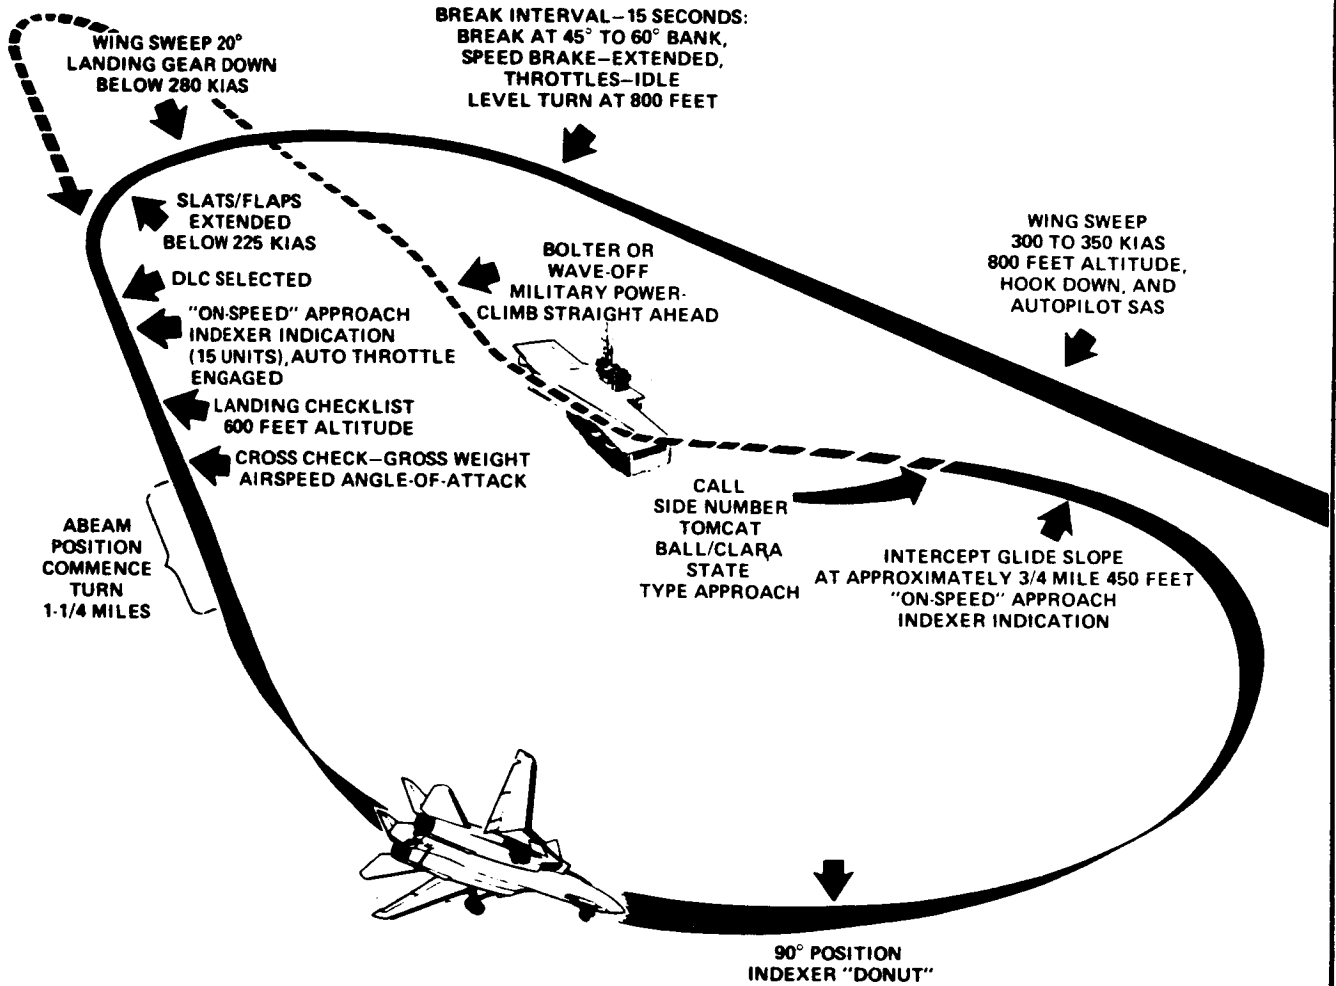 BREAK INTERVAL–15 SECONDS:
BREAK AT 45° TO 60° BANK,
SPEED BRAKE–EXTENDED,
THROTTLES–IDLE
LEVEL TURN AT 800 FEET
WING SWEEP 20°
LANDING GEAR DOWN
BELOW 280 KIAS
SLATS/FLAPS
EXTENDED
BELOW 225 KIAS
WING SWEEP
300 TO 350 KIAS
800 FEET ALTITUDE,
HOOK DOWN, AND
AUTOPILOT SAS
BOLTER OR
WAVE-OFF
MILITARY POWER-
CLIMB STRAIGHT AHEAD
DLC SELECTED
"ON-SPEED" APPROACH
INDEXER INDICATION
(15 UNITS), AUTO THROTTLE
ENGAGED
LANDING CHECKLIST
600 FEET ALTITUDE
CROSS CHECK–GROSS WEIGHT
AIRSPEED ANGLE-OF-ATTACK
CALL
SIDE NUMBER
TOMCAT
BALL/CLARA
STATE
TYPE APPROACH
ABEAM
POSITION
COMMENCE
TURN
1-1/4 MILES
INTERCEPT GLIDE SLOPE
AT APPROXIMATELY 3/4 MILE 450 FEET
"ON-SPEED" APPROACH
INDEXER INDICATION
90° POSITION
INDEXER "DONUT"